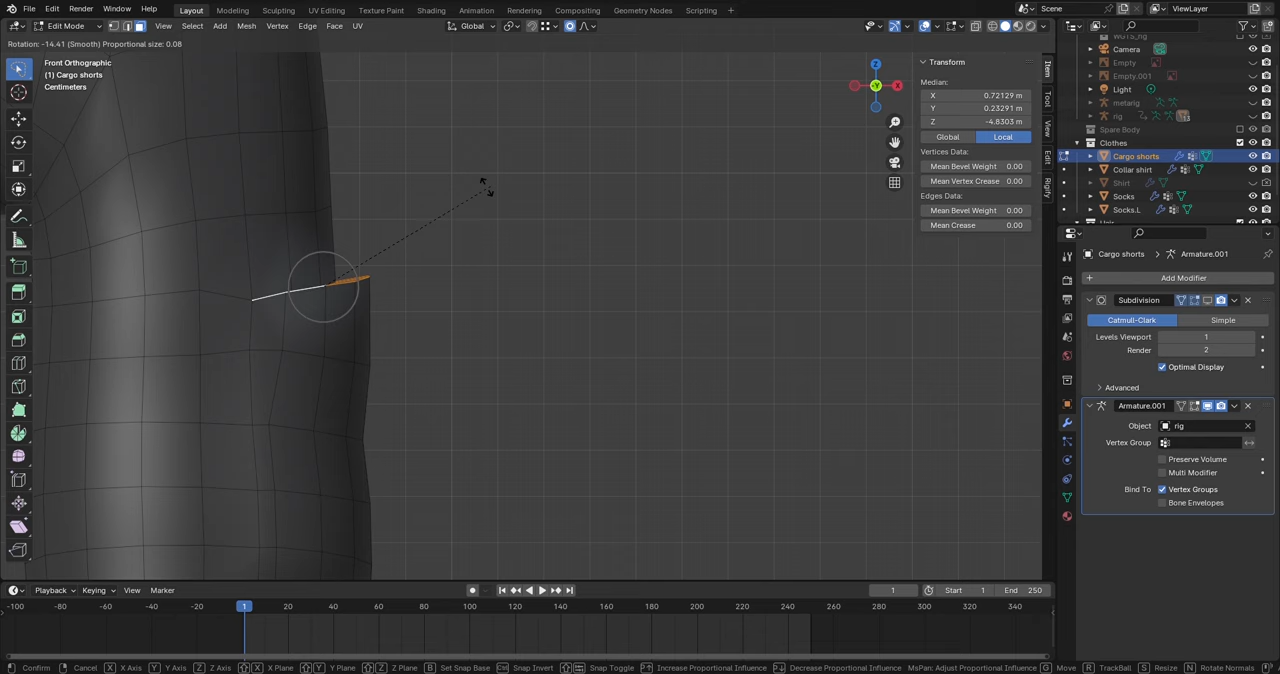 File Edit Render Window Help Layout Modeling Sculpting UV Editing Texture Paint Shading Animation Rendering Compositing Geometry Nodes Scripting + Scene ViewLayer
Edit Mode View Select Add Mesh Vertex Edge Face UV Global
Rotation: -14.41 (Smooth) Proportional size: 0.08
Front Orthographic
(1) Cargo shorts
Centimeters
Z
Y
X
Transform
Median:
X 0.72129 m
Y 0.23291 m
Z -4.8303 m
Global Local
Vertices Data:
Mean Bevel Weight 0.00
Mean Vertex Crease 0.00
Edges Data:
Mean Bevel Weight 0.00
Mean Crease 0.00
Item
Tool
View
Edit
Rigify
WGTS_rig
Camera
Empty
Empty.001
Light
metarig
rig
Spare Body
Clothes
Cargo shorts
Collar shirt
Shirt
Socks
Socks.L
Cargo shorts > Armature.001
+ Add Modifier
Subdivision
Catmull-Clark Simple
Levels Viewport 1
Render 2
Optimal Display
Advanced
Armature.001
Object rig
Vertex Group
Preserve Volume
Multi Modifier
Bind To Vertex Groups
Bone Envelopes
Playback Keying View Marker 1 Start 1 End 250
-100 -80 -60 -40 -20 1 20 40 60 80 100 120 140 160 180 200 220 240 260 280 300 320 340
Confirm Cancel X X Axis Y Y Axis Z Z Axis X X Plane Y Y Plane Z Z Plane B Set Snap Base Snap Invert Snap Toggle Increase Proportional Influence Decrease Proportional Influence MsPan: Adjust Proportional Influence G Move R TrackBall S Resize N Rotate Normals